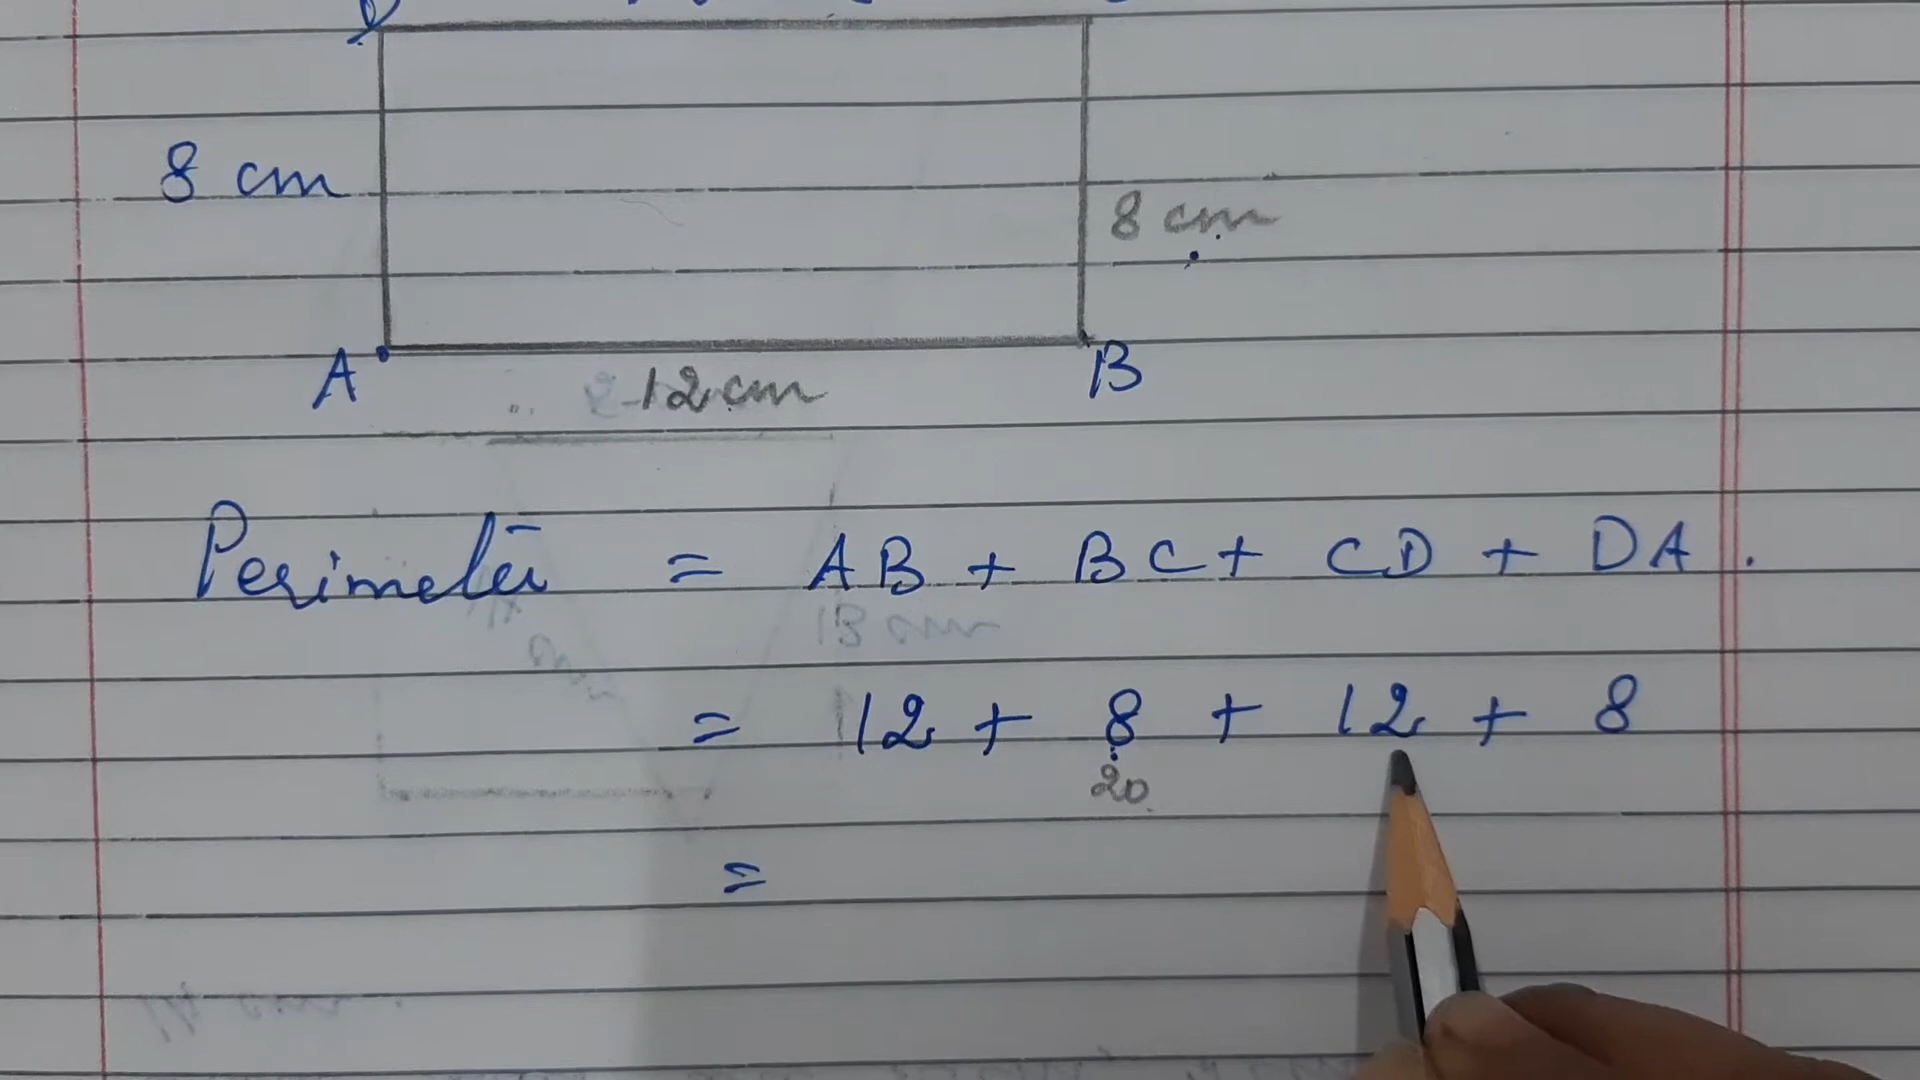 D
8 cm
8 cm
A
12 cm
B
Perimeter = AB + BC + CD + DA.
= 12 + 8 + 12 + 8
20
=